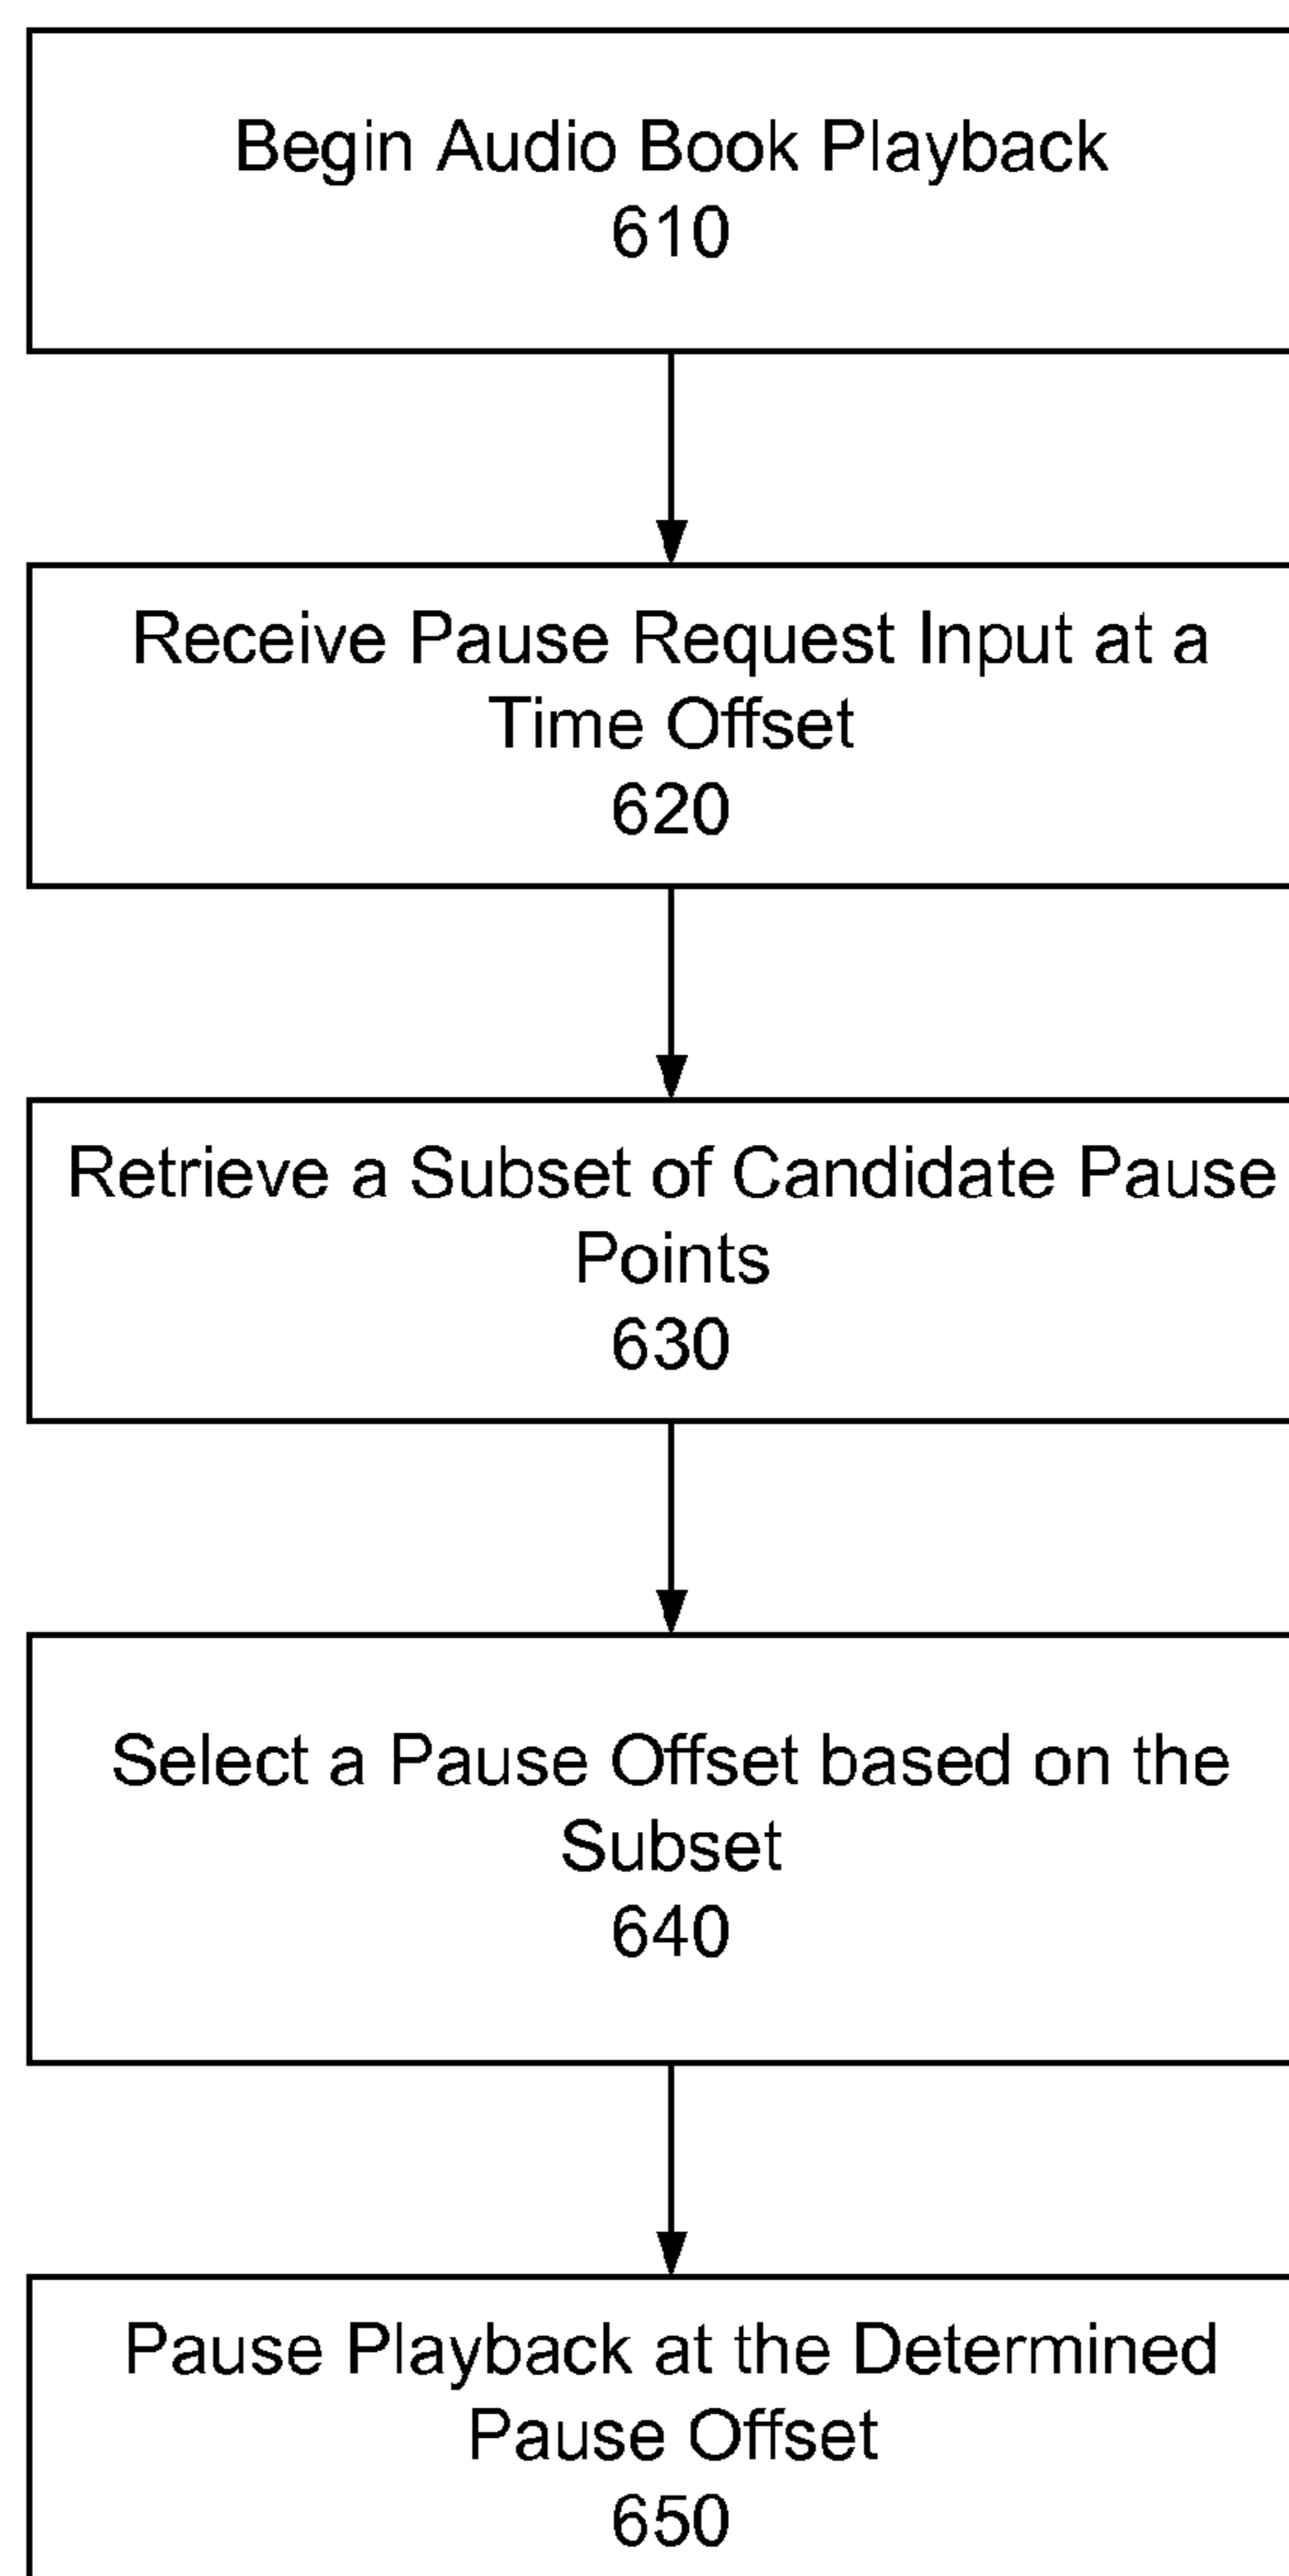 Begin Audio Book Playback
610
Receive Pause Request Input at a
Time Offset
620
Retrieve a Subset of Candidate Pause
Points
630
Select a Pause Offset based on the
Subset
640
Pause Playback at the Determined
Pause Offset
650